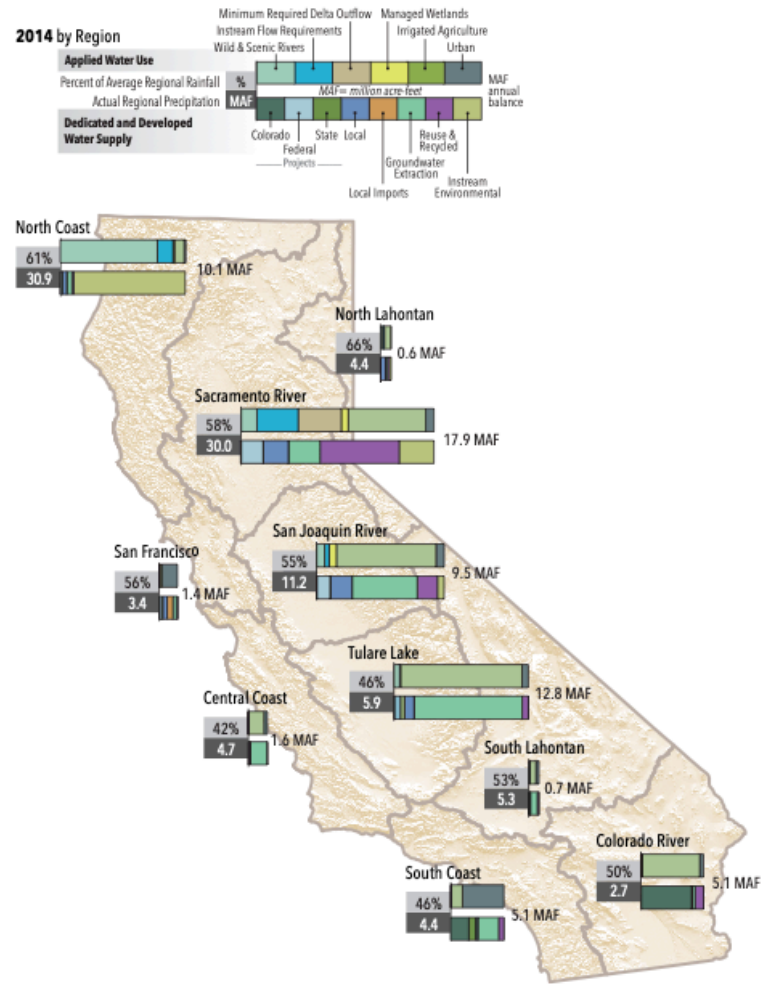 2014 by Region
Minimum Required Delta Outflow
Managed Wetlands
Instream Flow Requirements
Irrigated Agriculture
Wild & Scenic Rivers
Urban
Applied Water Use
Percent of Average Regional Rainfall
%
MAF= million acre-feet
MAF
annual
balance
Actual Regional Precipitation
MAF
Dedicated and Developed
Water Supply
Colorado
Federal
State
Projects
Local
Local Imports
Groundwater
Extraction
Reuse &
Recycled
Instream
Environmental
North Coast
61%
30.9
10.1 MAF
North Lahontan
66%
4.4
0.6 MAF
Sacramento River
58%
30.0
17.9 MAF
San Joaquin River
55%
11.2
9.5 MAF
San Francisco
56%
3.4
1.4 MAF
Tulare Lake
46%
5.9
12.8 MAF
Central Coast
42%
4.7
1.6 MAF
South Lahontan
53%
5.3
0.7 MAF
Colorado River
50%
2.7
5.1 MAF
South Coast
46%
4.4
5.1 MAF